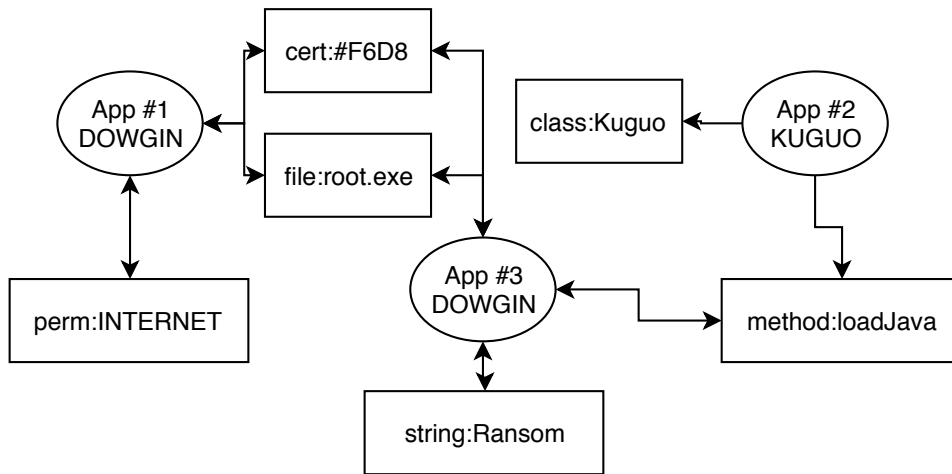 cert:#F6D8
App #1
DOWGIN
class:Kuguo
App #2
KUGUO
file:root.exe
App #3
DOWGIN
perm:INTERNET
method:loadJava
string:Ransom